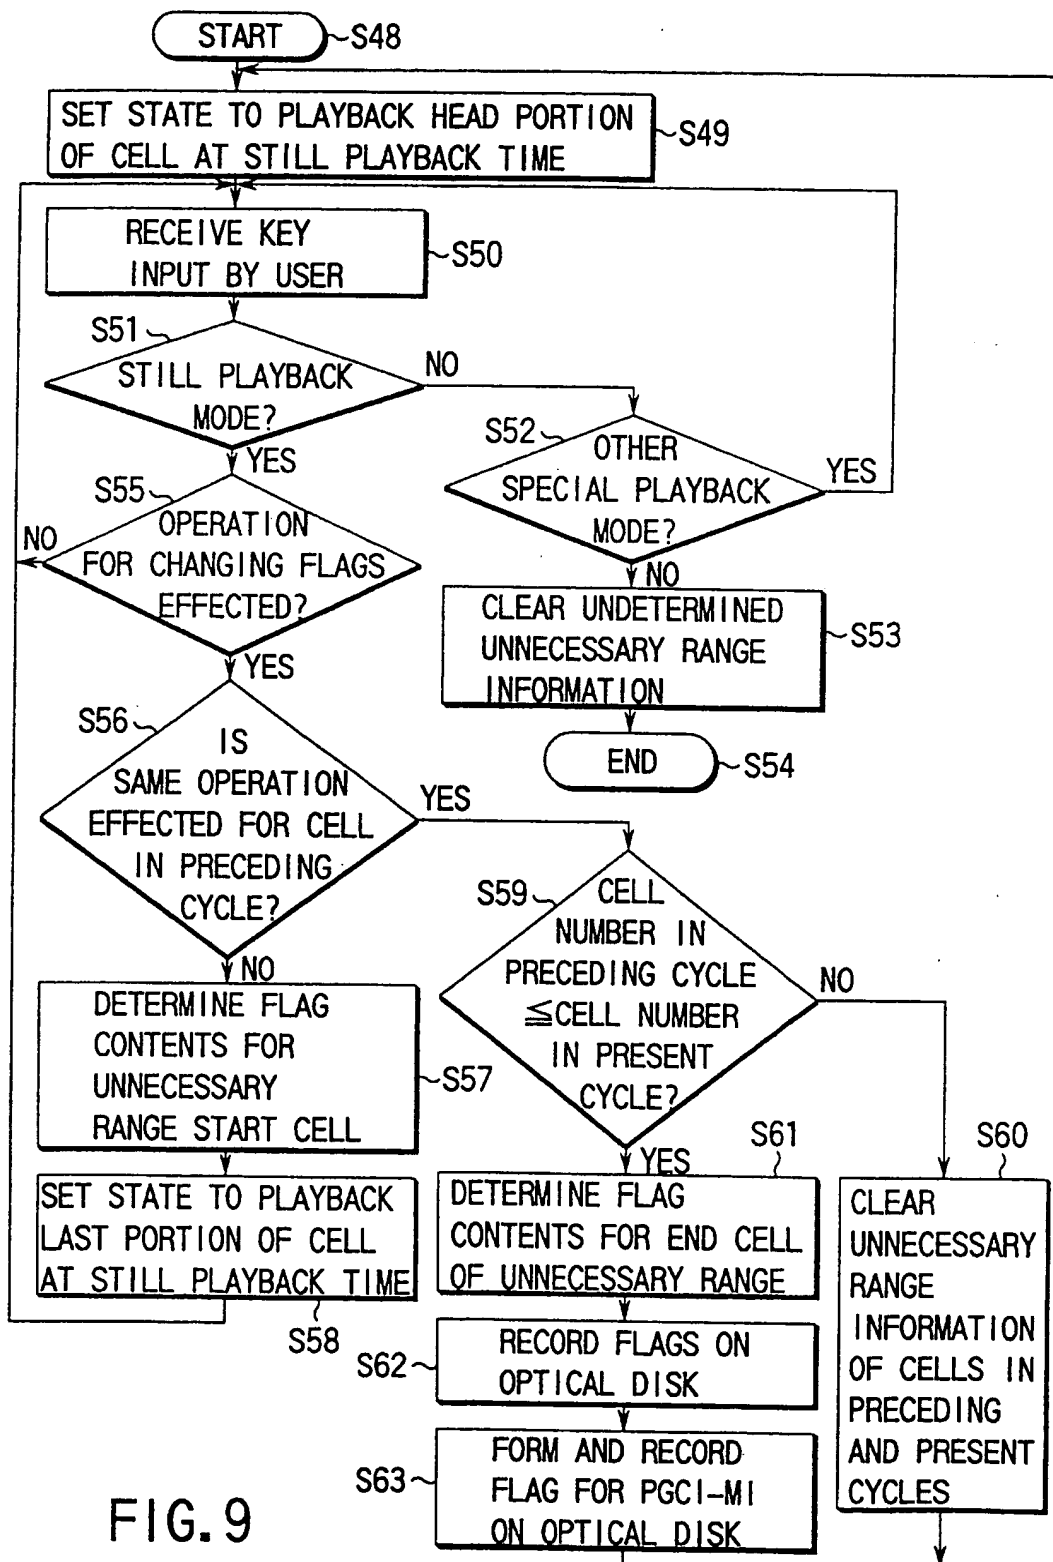 START
S48
SET STATE TO PLAYBACK HEAD PORTION
OF CELL AT STILL PLAYBACK TIME
S49
RECEIVE KEY
INPUT BY USER
S50
S51
STILL PLAYBACK
MODE?
NO
YES
S52
OTHER
SPECIAL PLAYBACK
MODE?
YES
NO
CLEAR UNDETERMINED
UNNECESSARY RANGE
INFORMATION
S53
END
S54
S55
OPERATION
FOR CHANGING FLAGS
EFFECTED?
NO
YES
S56
IS
SAME OPERATION
EFFECTED FOR CELL
IN PRECEDING
CYCLE?
YES
NO
DETERMINE FLAG
CONTENTS FOR
UNNECESSARY
RANGE START CELL
S57
SET STATE TO PLAYBACK
LAST PORTION OF CELL
AT STILL PLAYBACK TIME
S58
S59
CELL
NUMBER IN
PRECEDING CYCLE
≦CELL NUMBER
IN PRESENT
CYCLE?
NO
YES
S60
CLEAR
UNNECESSARY
RANGE
INFORMATION
OF CELLS IN
PRECEDING
AND PRESENT
CYCLES
S61
DETERMINE FLAG
CONTENTS FOR END CELL
OF UNNECESSARY RANGE
S62
RECORD FLAGS ON
OPTICAL DISK
S63
FORM AND RECORD
FLAG FOR PGCI-MI
ON OPTICAL DISK
FIG. 9